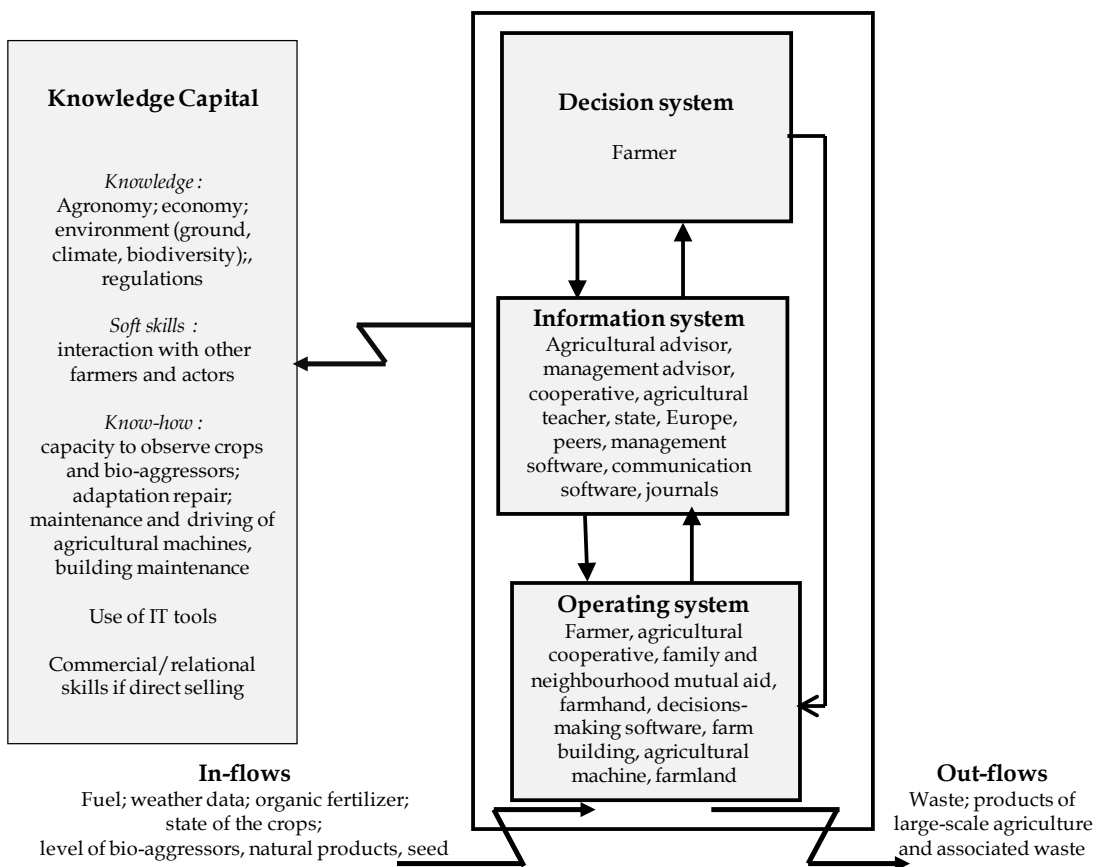 Knowledge Capital
Knowledge :
Agronomy; economy;
environment (ground,
climate, biodiversity);,
regulations
Soft skills :
interaction with other
farmers and actors
Know-how :
capacity to observe crops
and bio-aggressors;
adaptation repair;
maintenance and driving of
agricultural machines,
building maintenance
Use of IT tools
Commercial/relational
skills if direct selling
Decision system
Farmer
Information system
Agricultural advisor,
management advisor,
cooperative, agricultural
teacher, state, Europe,
peers, management
software, communication
software, journals
Operating system
Farmer, agricultural
cooperative, family and
neighbourhood mutual aid,
farmhand, decisions-
making software, farm
building, agricultural
machine, farmland
In-flows
Fuel; weather data; organic fertilizer;
state of the crops;
level of bio-aggressors, natural products, seed
Out-flows
Waste; products of
large-scale agriculture
and associated waste